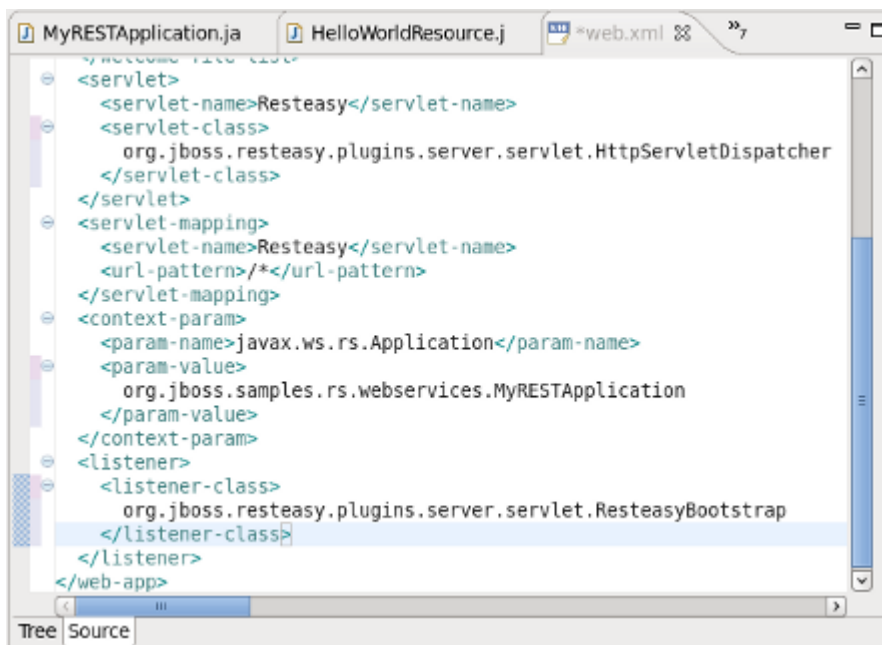 MyRESTApplication.ja HelloWorldResource.j *web.xml »7
</welcome-file-list>
<servlet>
<servlet-name>Resteasy</servlet-name>
<servlet-class>
org.jboss.resteasy.plugins.server.servlet.HttpServletDispatcher
</servlet-class>
</servlet>
<servlet-mapping>
<servlet-name>Resteasy</servlet-name>
<url-pattern>/*</url-pattern>
</servlet-mapping>
<context-param>
<param-name>javax.ws.rs.Application</param-name>
<param-value>
org.jboss.samples.rs.webservices.MyRESTApplication
</param-value>
</context-param>
<listener>
<listener-class>
org.jboss.resteasy.plugins.server.servlet.ResteasyBootstrap
</listener-class>
</listener>
</web-app>
Tree Source